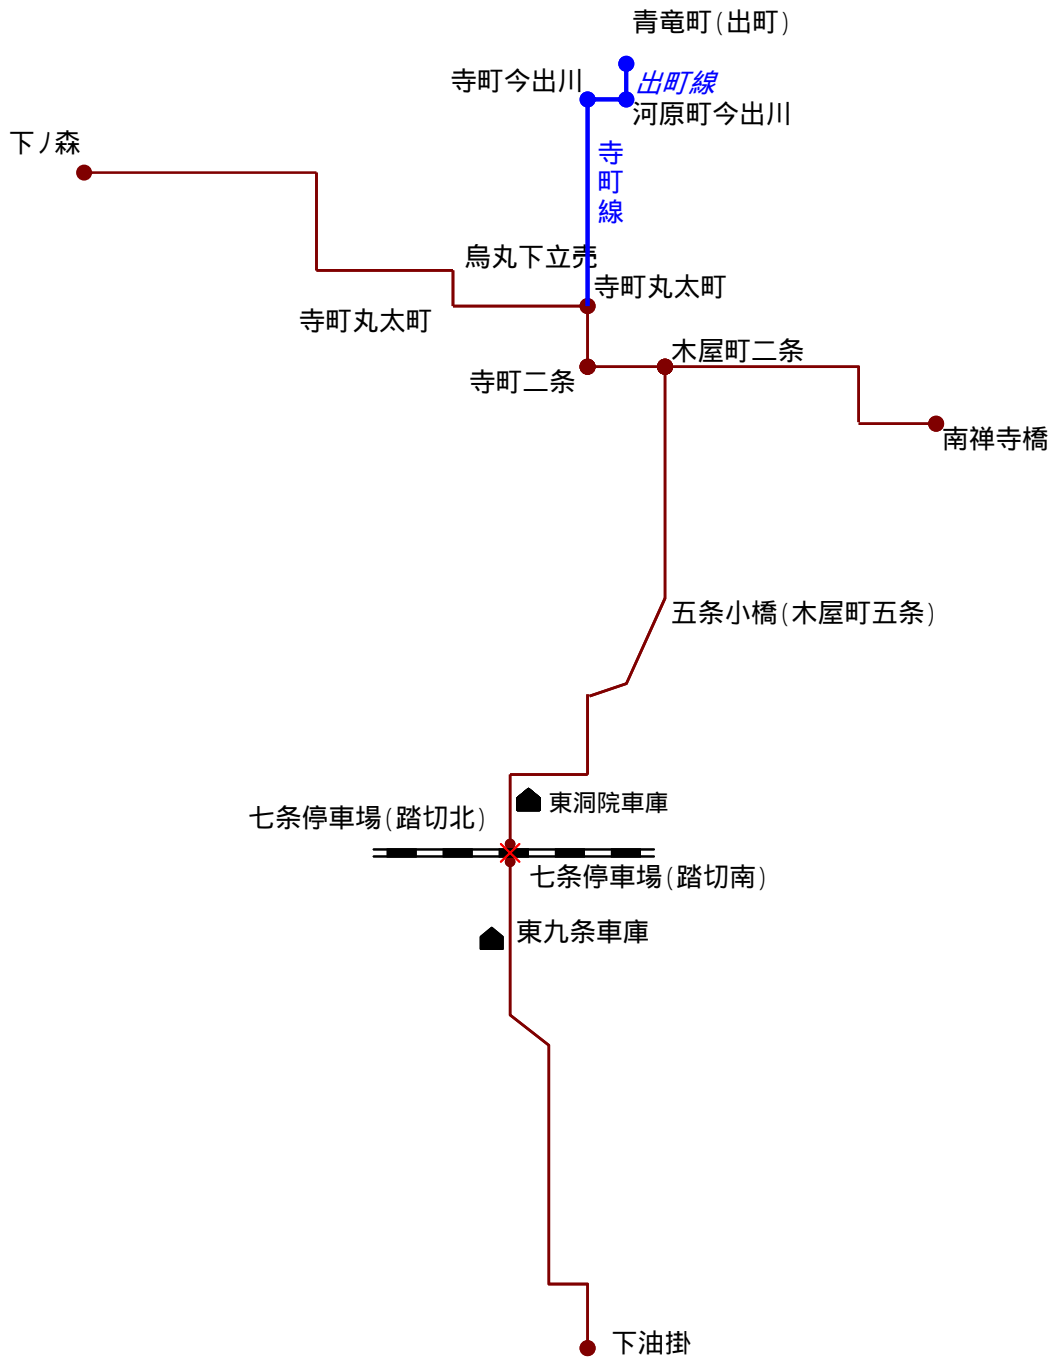 青竜町(出町)
寺町今出川
出町線
河原町今出川
下ノ森
寺町線
烏丸下立売
寺町丸太町
寺町丸太町
木屋町二条
寺町二条
南禅寺橋
五条小橋(木屋町五条)
東洞院車庫
七条停車場(踏切北)
七条停車場(踏切南)
東九条車庫
下油掛